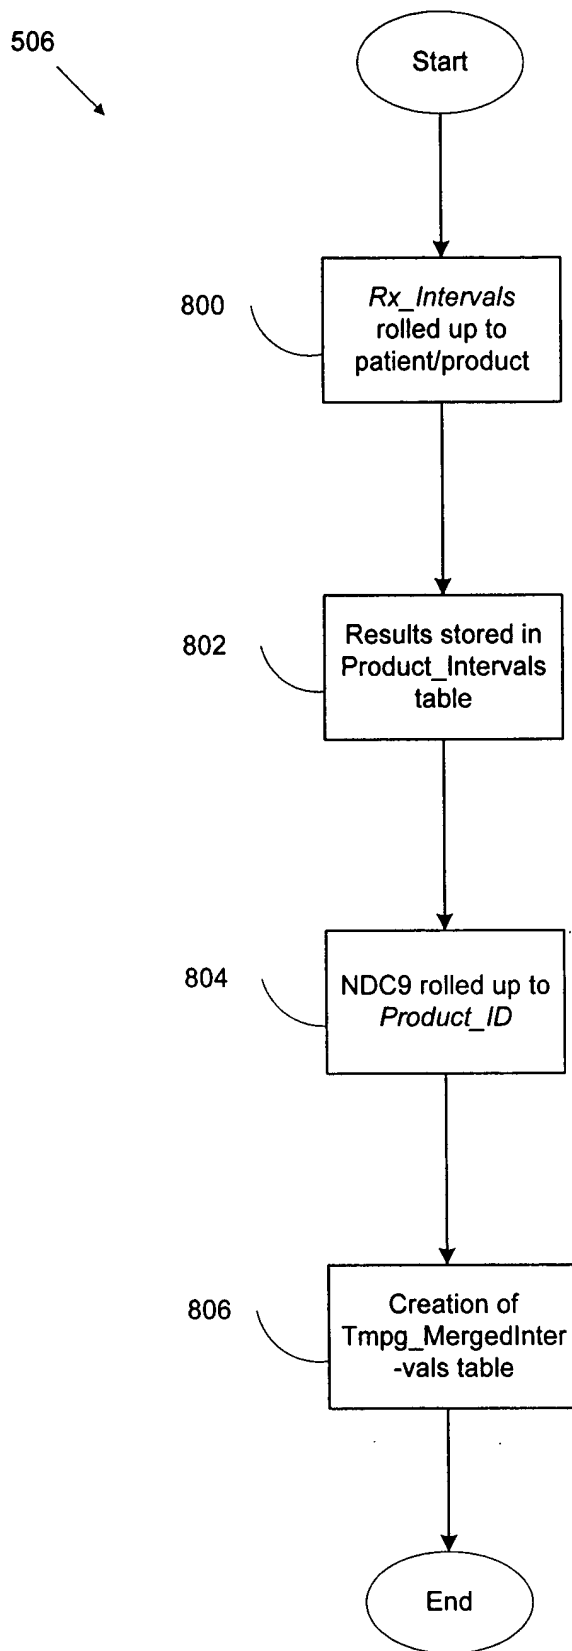 506
Start
800
Rx_Intervals
rolled up to
patient/product
802
Results stored in
Product_Intervals
table
804
NDC9 rolled up to
Product_ID
806
Creation of
Tmpg_MergedInter
-vals table
End